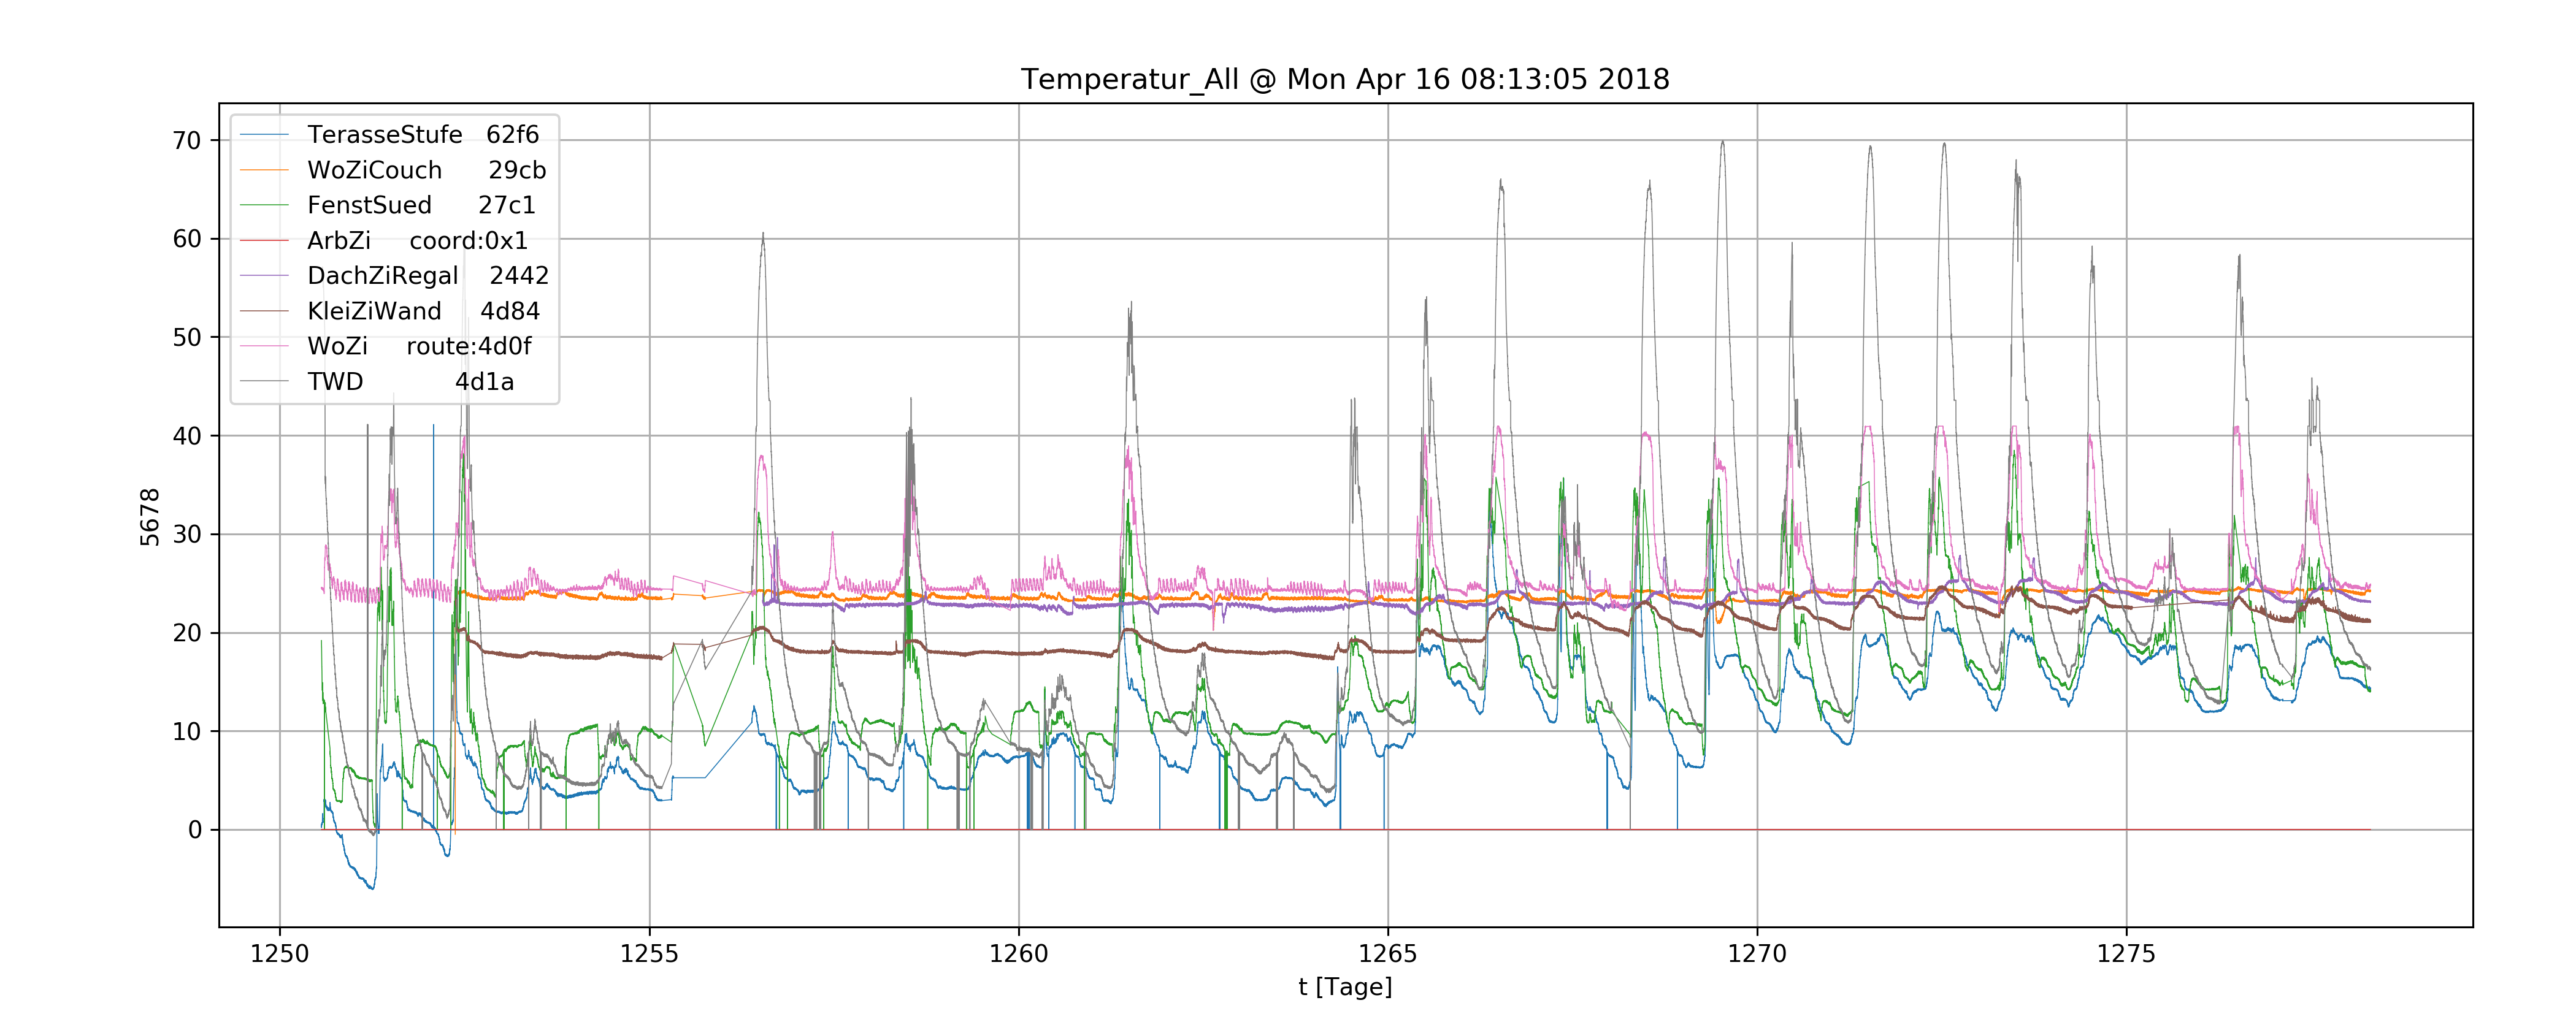 Temperatur_All @ Mon Apr 16 08:13:05 2018
TerasseStufe 62f6
WoZiCouch 29cb
FenstSued 27c1
ArbZi coord:0x1
DachZiRegal 2442
KleiZiWand 4d84
WoZi route:4d0f
TWD 4d1a
70
60
50
40
30
20
10
0
5678
1250 1255 1260 1265 1270 1275
t [Tage]